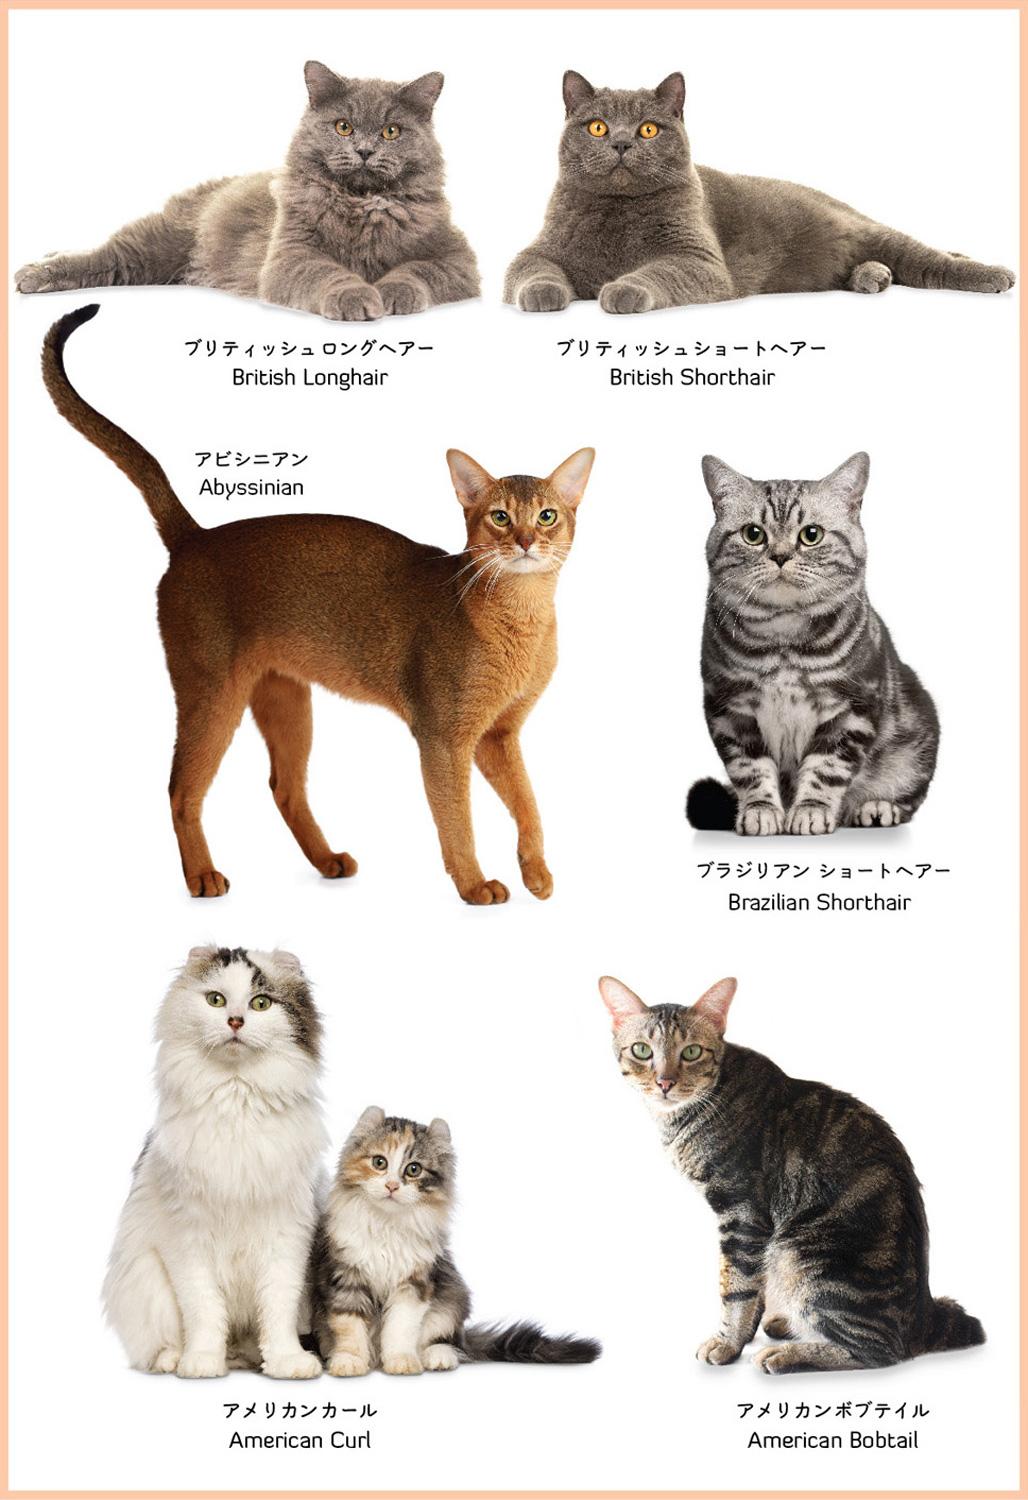 ブリティッシュ ロングヘアー
British Longhair
ブリティッシュショートヘアー
British Shorthair
アビシニアン
Abyssinian
ブラジリアン ショートヘアー
Brazilian Shorthair
アメリカンカール
American Curl
アメリカンボブテイル
American Bobtail